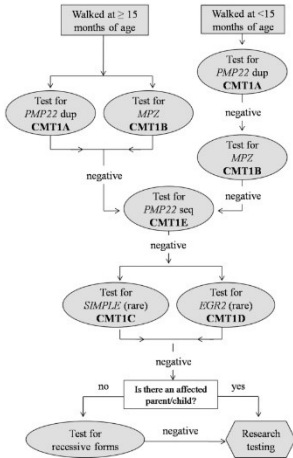 Walked at ≥ 15
months of age
Walked at <15
months of age
Test for
PMP22 dup
CMT1A
Test for
MPZ
CMT1B
Test for
PMP22 dup
CMT1A
negative
Test for
MPZ
CMT1B
negative
negative
Test for
PMP22 seq
CMT1E
negative
Test for
SIMPLE (rare)
CMT1C
Test for
EGR2 (rare)
CMT1D
negative
Is there an affected
parent/child?
no
yes
Test for
recessive forms
negative
Research
testing